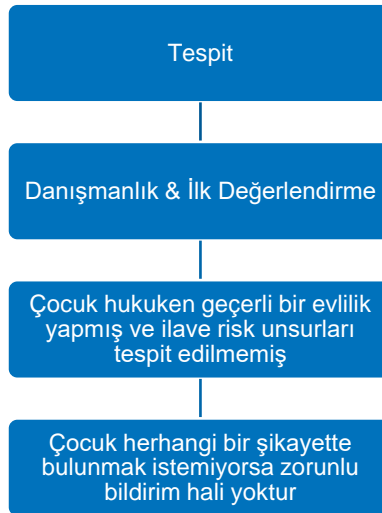 Tespit
Danışmanlık & İlk Değerlendirme
Çocuk hukuken geçerli bir evlilik
yapmış ve ilave risk unsurları
tespit edilmemiş
Çocuk herhangi bir şikayette
bulunmak istemiyorsa zorunlu
bildirim hali yoktur